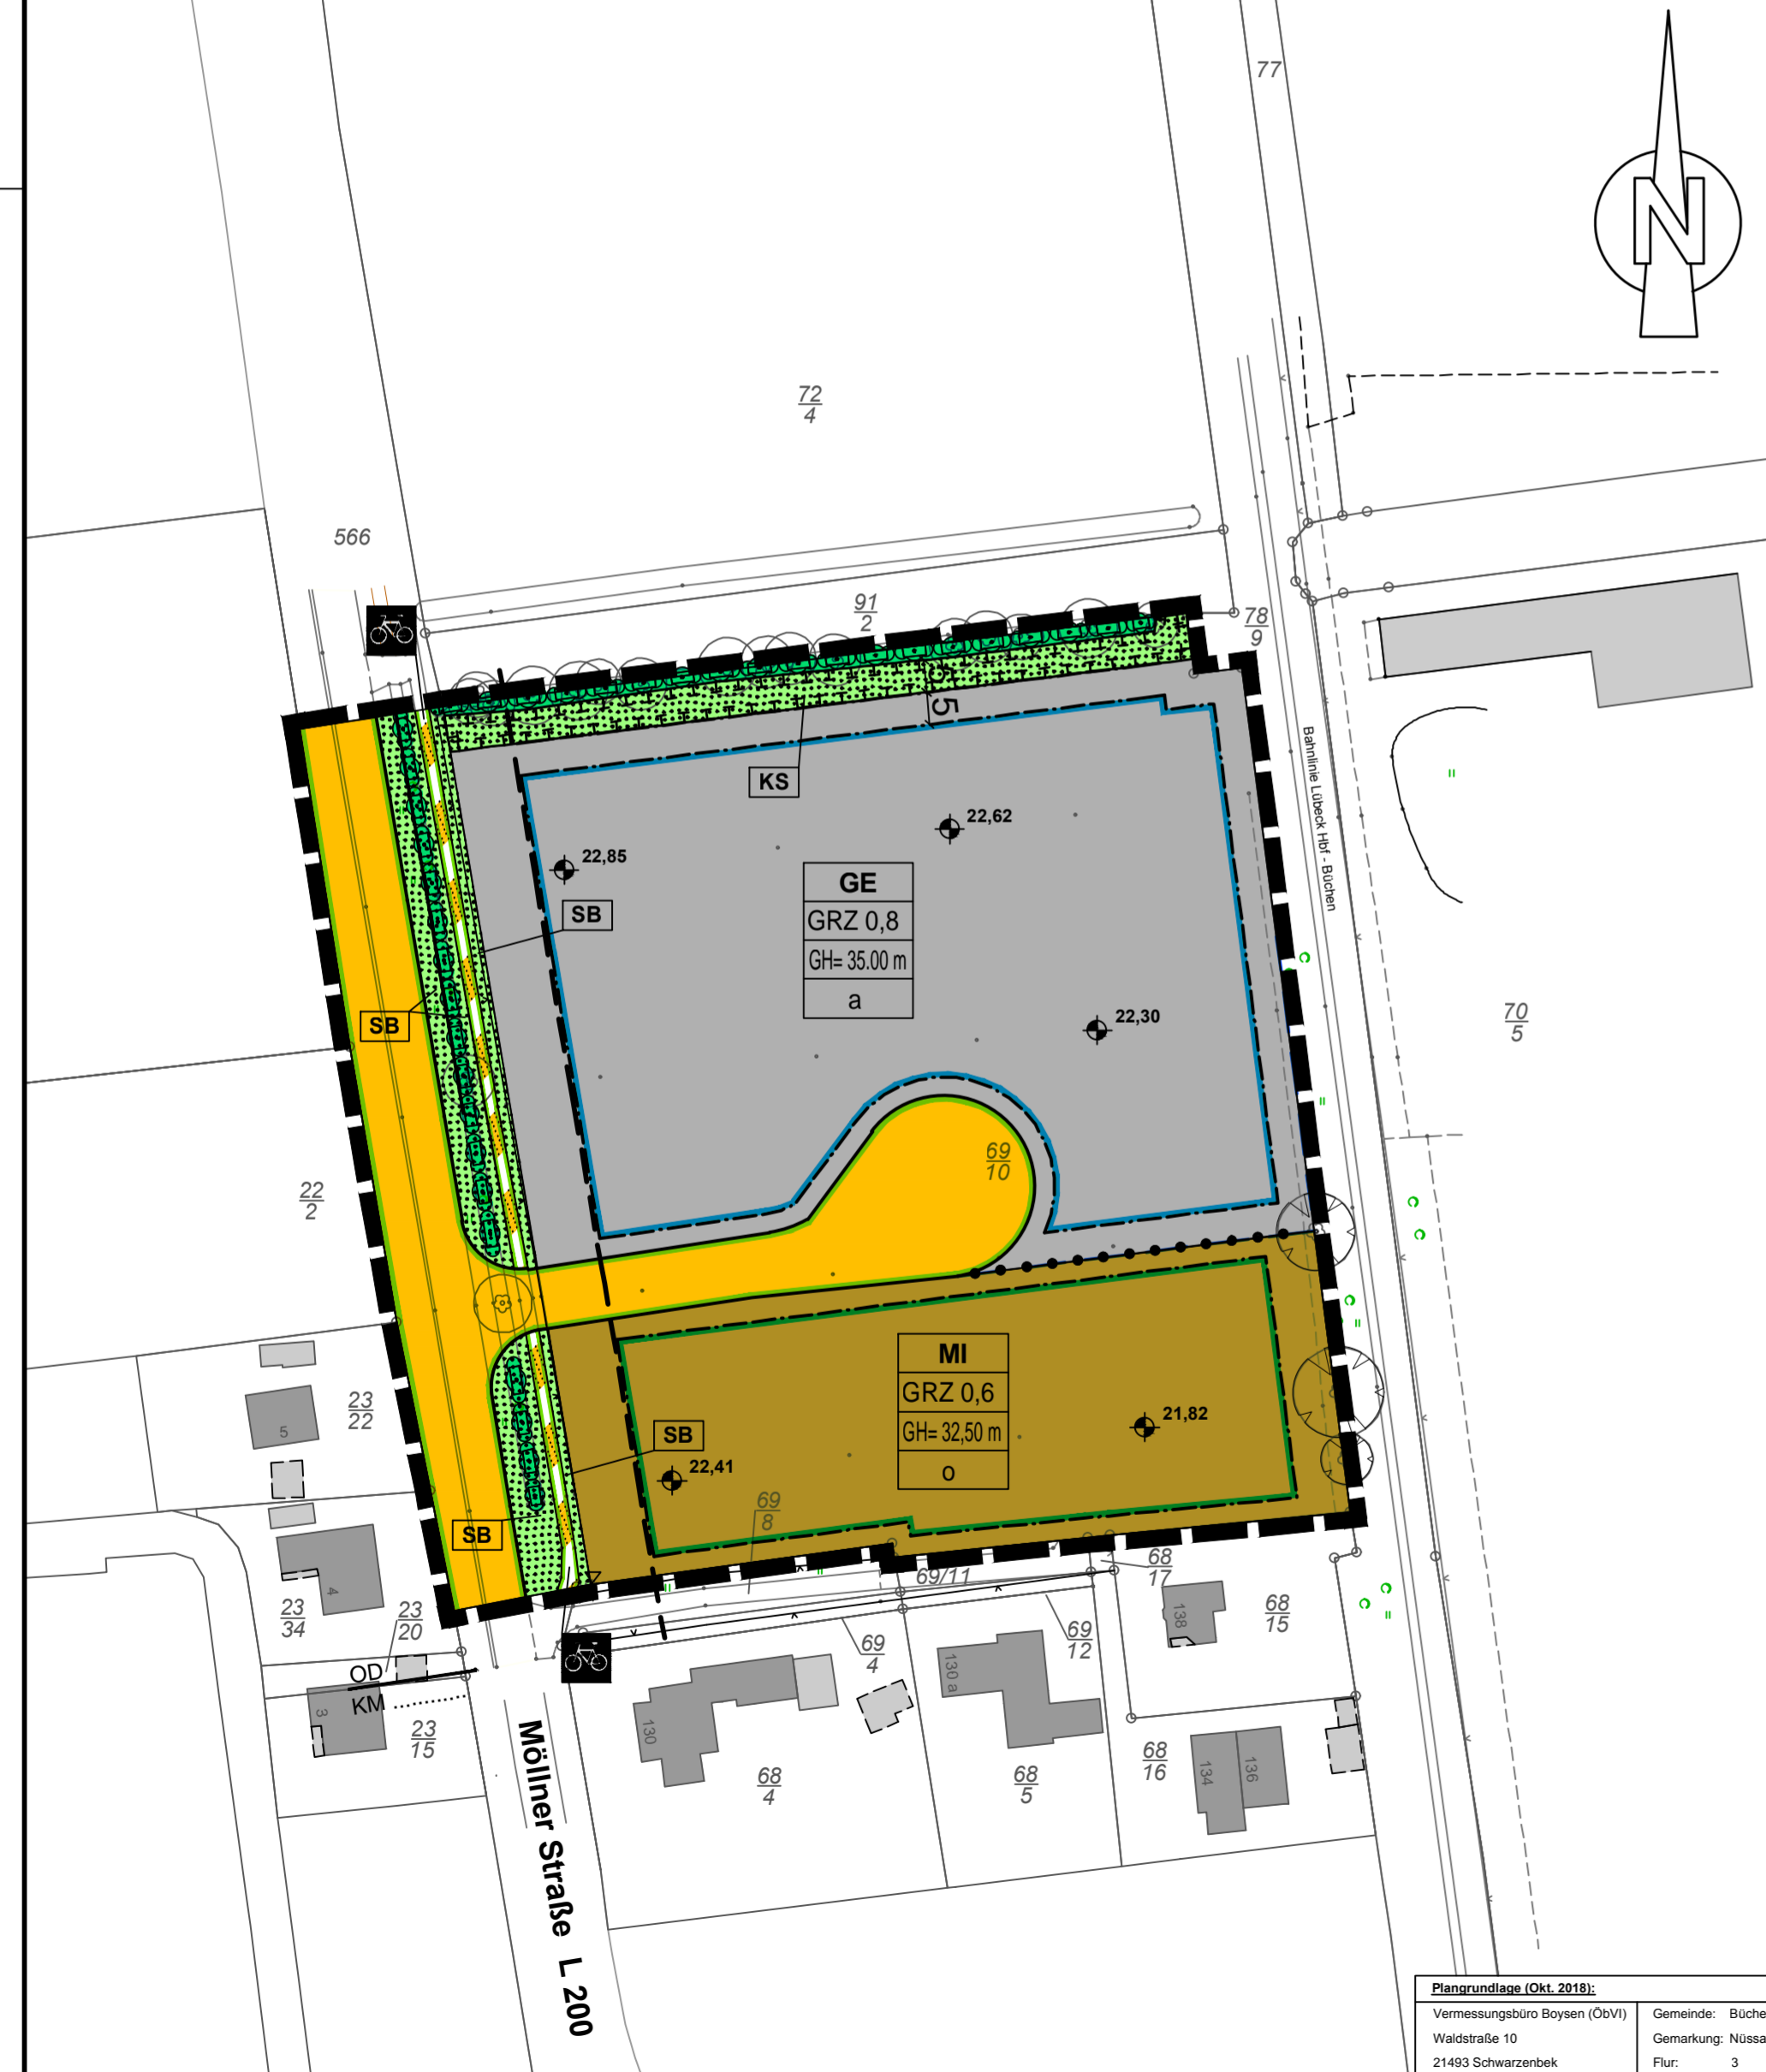 77
N
72
4
566
91
2
78
9
5
KS
Bahnlinie Lübeck Hbf - Büchen
22,62
22,85
GE
GRZ 0,8
GH= 35.00 m
a
SB
SB
22,30
70
5
69
10
22
2
MI
GRZ 0,6
GH= 32,50 m
o
23
22
5
21,82
SB
22,41
69
8
SB
69/11
68
17
4
23
34
23
20
138
68
15
69
12
69
4
OD
KM
3
23
15
130
130 a
68
4
68
5
68
16
134
136
Möllner Straße L 200
Plangrundlage (Okt. 2018):
Vermessungsbüro Boysen (ÖbVI)
Gemeinde: Büche
Waldstraße 10
Gemarkung: Nüssa
21493 Schwarzenbek
Flur: 3